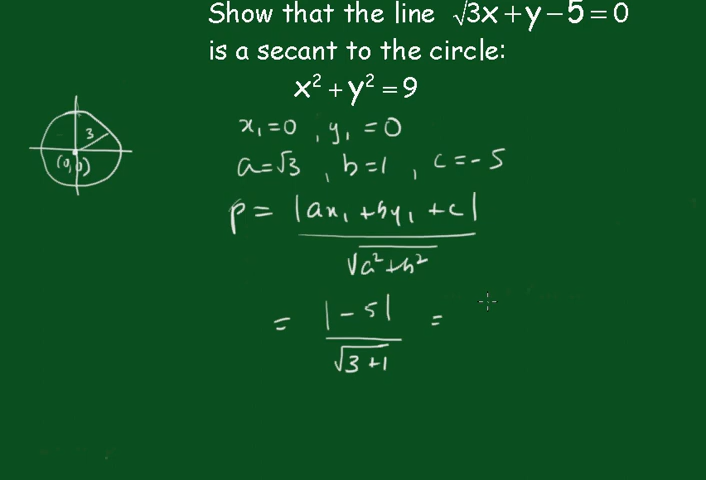 Show that the line √3x + y − 5 = 0
is a secant to the circle:
x² + y² = 9
x₁=0 , y₁ = 0
3
(0,0)
a=√3 , b=1 , c=-5
p = |ax₁ + by₁ + c|
√a²+b²
= |-5| =
√3+1